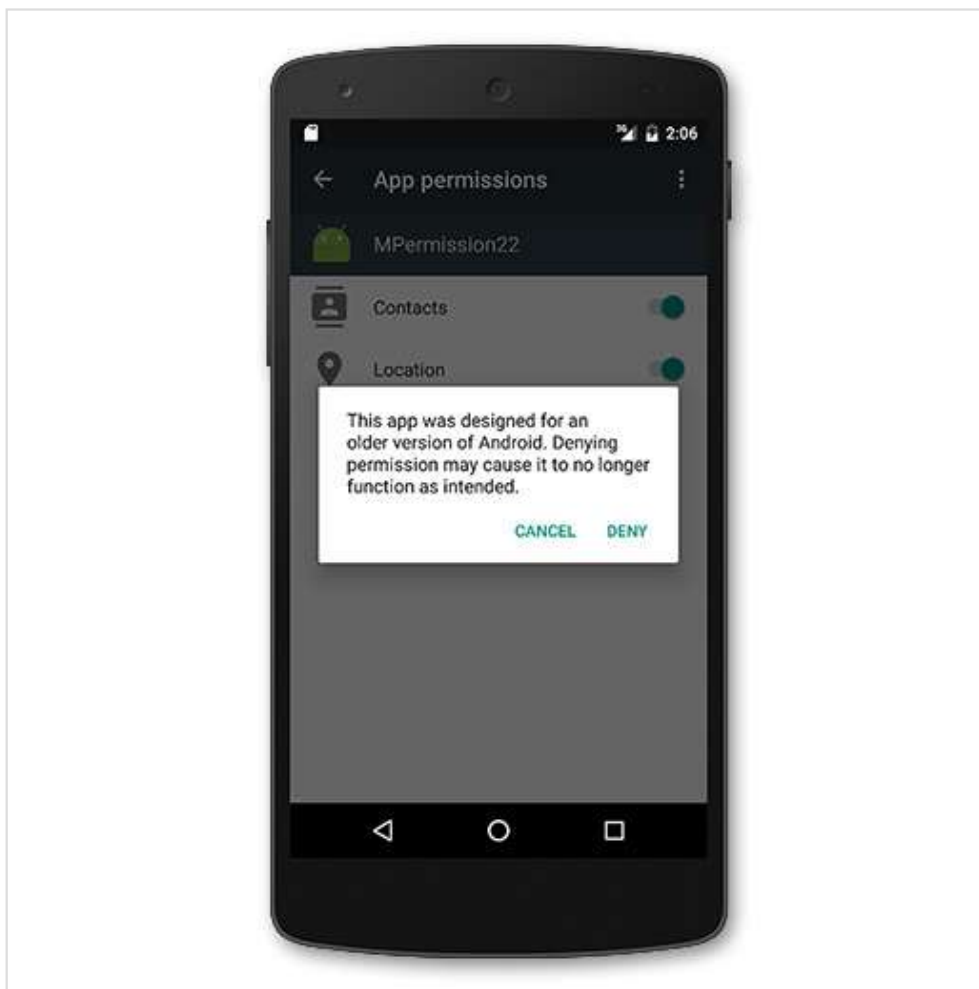 2:06
App permissions
MPermission22
Contacts
Location
This app was designed for an
older version of Android. Denying
permission may cause it to no longer
function as intended.
CANCEL DENY